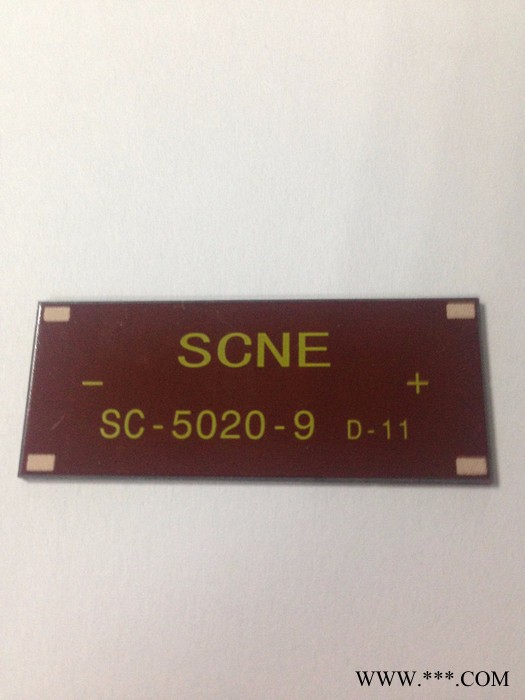 SCNE
- +
SC-5020-9 D-11
WWW.***.COM